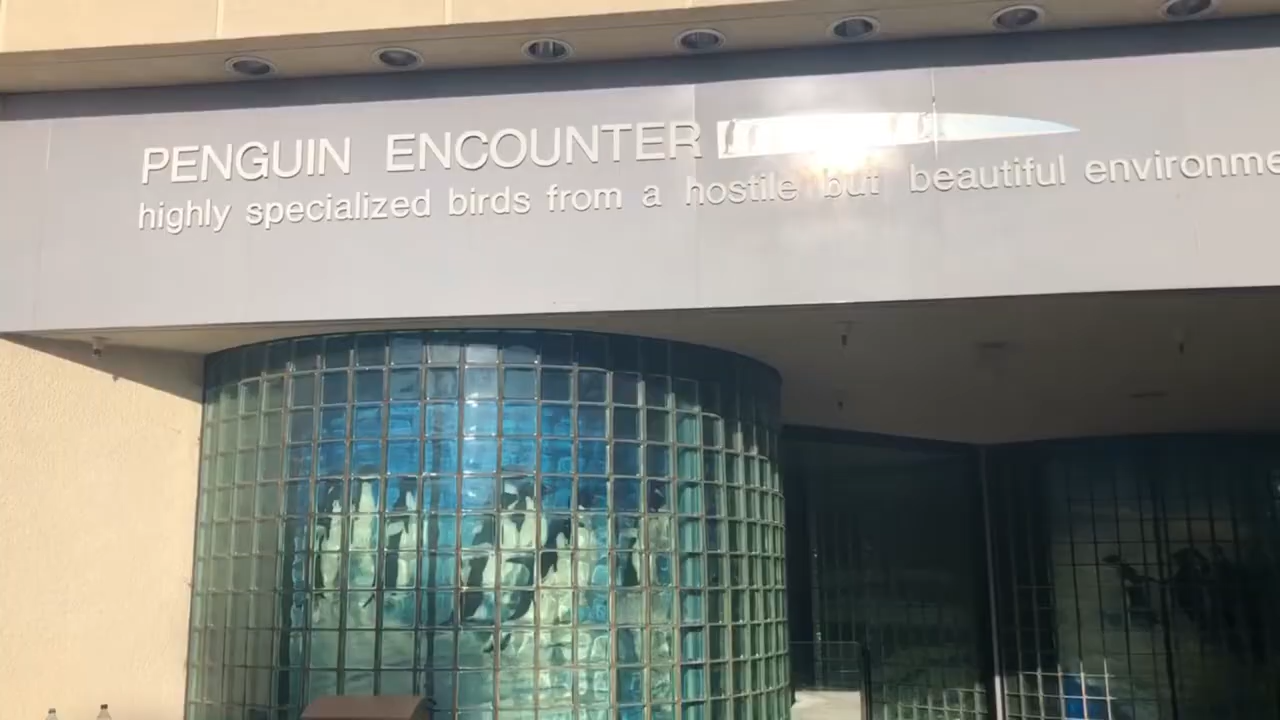 PENGUIN ENCOUNTER
highly specialized birds from a hostile but beautiful environme